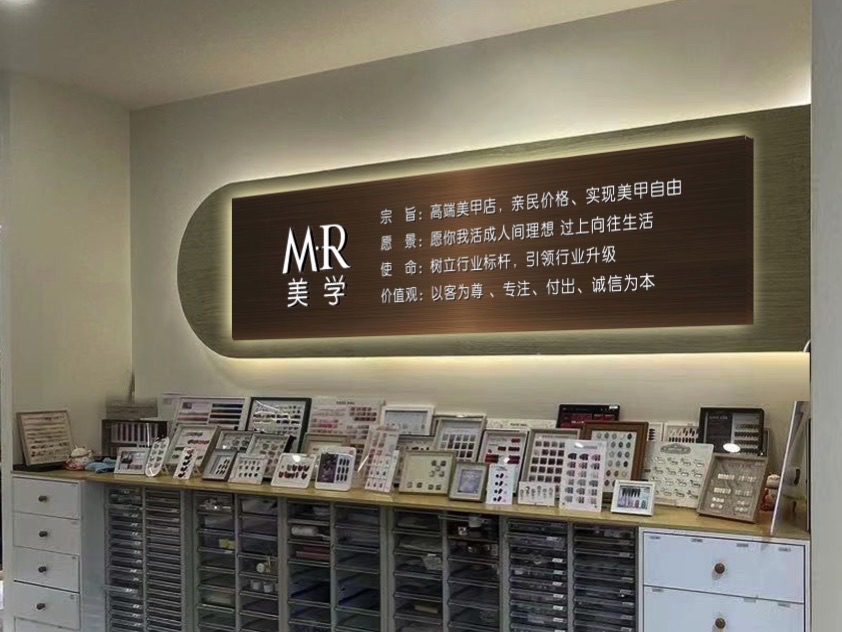 M·R
美学
宗 旨：高端美甲店，亲民价格、实现美甲自由
愿 景：愿你我活成人间理想 过上向往生活
使 命：树立行业标杆，引领行业升级
价值观：以客为尊、专注、付出、诚信为本